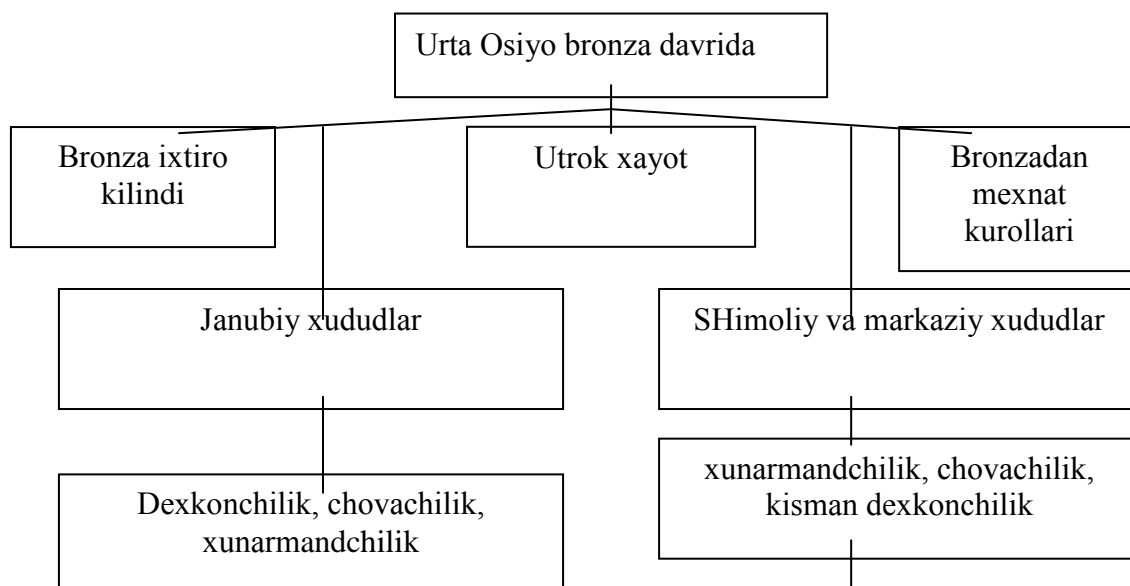 Urta Osiyo bronza davrida
Bronza ixtiro
kilindi
Utrok xayot
Bronzadan
mexnat
kurollari
Janubiy xududlar
SHimoliy va markaziy xududlar
Dexkonchilik, chovachilik,
xunarmandchilik
xunarmandchilik, chovachilik,
kisman dexkonchilik